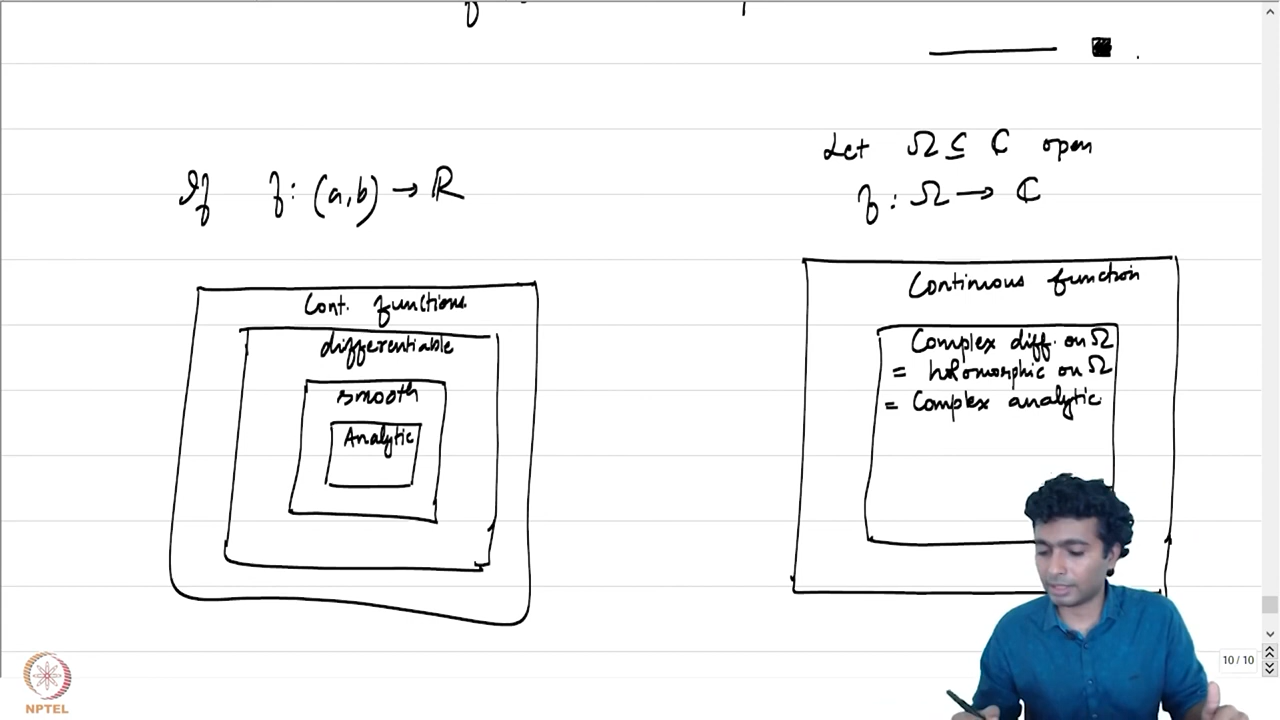 If f: (a,b) → ℝ
Cont. functions
differentiable
smooth
Analytic
Let Ω ⊆ ℂ open
f: Ω → ℂ
Continuous function
Complex diff. on Ω
= holomorphic on Ω
= Complex analytic.
10 / 10
NPTEL